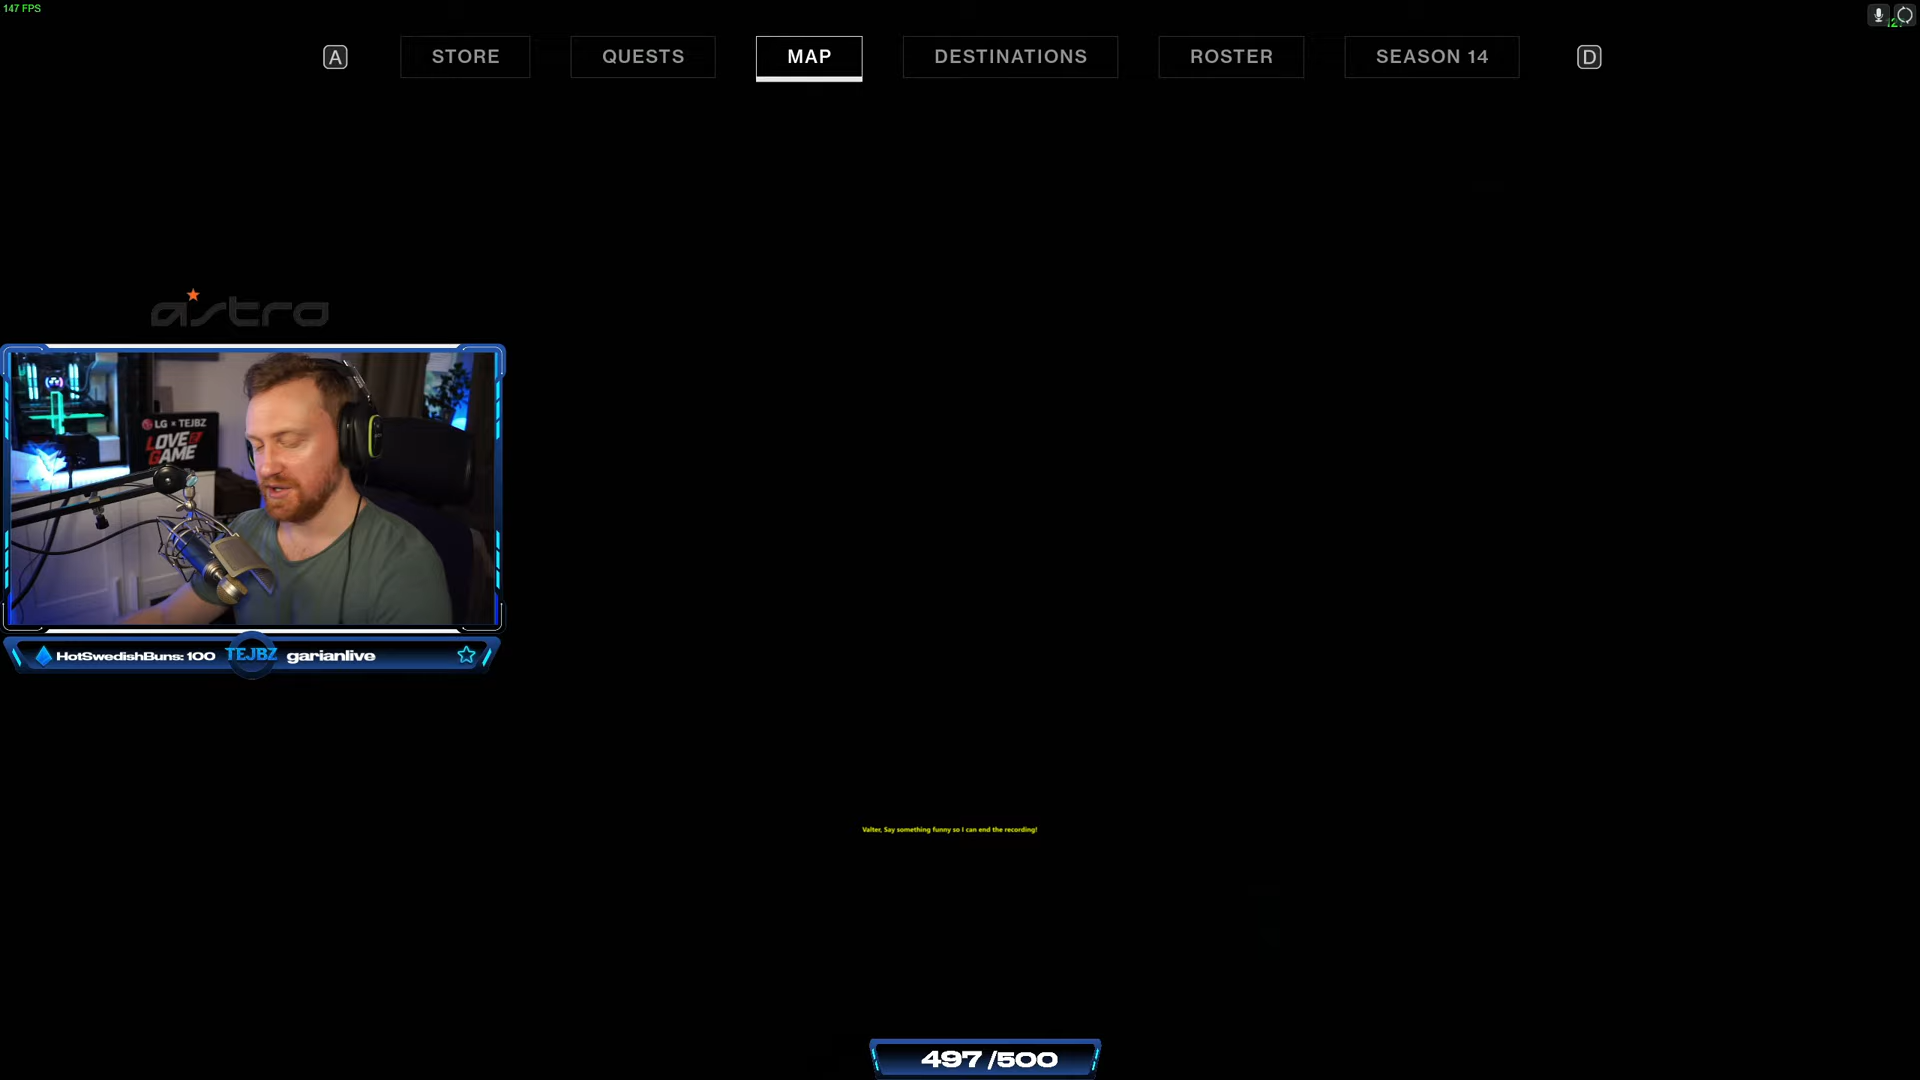 147 FPS
A
STORE
QUESTS
MAP
DESTINATIONS
ROSTER
SEASON 14
D
astro
LG x TEJBZ
LOVE
GAME
HotSwedishBuns: 100
TEJBZ
garianlive
Valter, Say something funny so I can end the recording!
497 /500